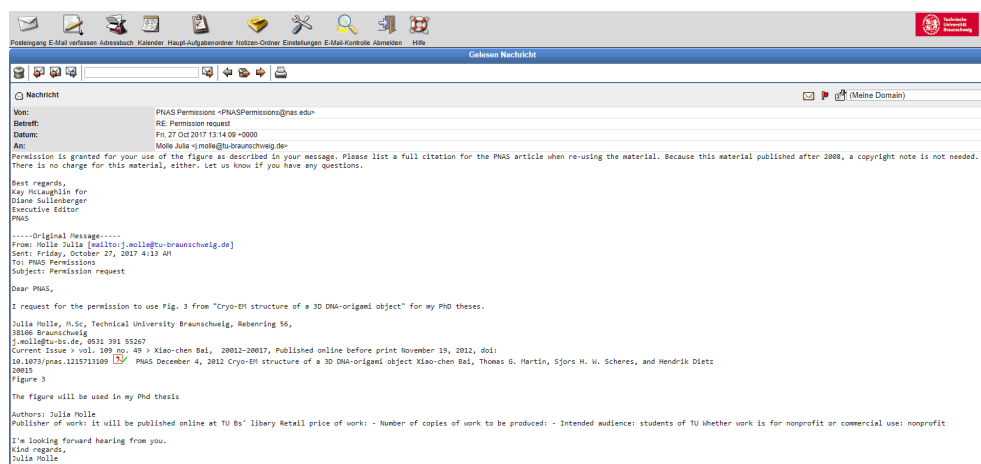 Posteingang E-Mail verfassen Adressbuch Kalender Haupt-Aufgabenordner Notizen-Ordner Einstellungen E-Mail-Kontrolle Abmelden Hilfe
Technische
Universität
Braunschweig
Gelesen Nachricht
Nachricht
(Meine Domain)
Von: PNAS Permissions <PNASPermissions@nas.edu>
Betreff: RE: Permission request
Datum: Fri, 27 Oct 2017 13:14:09 +0000
An: Molle Julia <j.molle@tu-braunschweig.de>
Permission is granted for your use of the figure as described in your message. Please list a full citation for the PNAS article when re-using the material. Because this material published after 2008, a copyright note is not needed.
There is no charge for this material, either. Let us know if you have any questions.
Best regards,
Kay McLaughlin for
Diane Sullenberger
Executive Editor
PNAS
-----Original Message-----
From: Molle Julia [mailto:j.molle@tu-braunschweig.de]
Sent: Friday, October 27, 2017 4:13 AM
To: PNAS Permissions
Subject: Permission request
Dear PNAS,
I request for the permission to use Fig. 3 from "Cryo-EM structure of a 3D DNA-origami object" for my PhD theses.
Julia Molle, M.Sc, Technical University Braunschweig, Rebenring 56,
38106 Braunschweig
j.molle@tu-bs.de, 0531 391 55267
Current Issue > vol. 109 no. 49 > Xiao-chen Bai, 20012-20017, Published online before print November 19, 2012, doi:
10.1073/pnas.1215713109 PNAS December 4, 2012 Cryo-EM structure of a 3D DNA-origami object Xiao-chen Bai, Thomas G. Martin, Sjors H. W. Scheres, and Hendrik Dietz
20015
Figure 3
The figure will be used in my Phd thesis
Authors: Julia Molle
Publisher of work: it will be published online at TU Bs' libary Retail price of work: - Number of copies of work to be produced: - Intended audience: students of TU Whether work is for nonprofit or commercial use: nonprofit
I'm looking forward hearing from you.
Kind regards,
Julia Molle